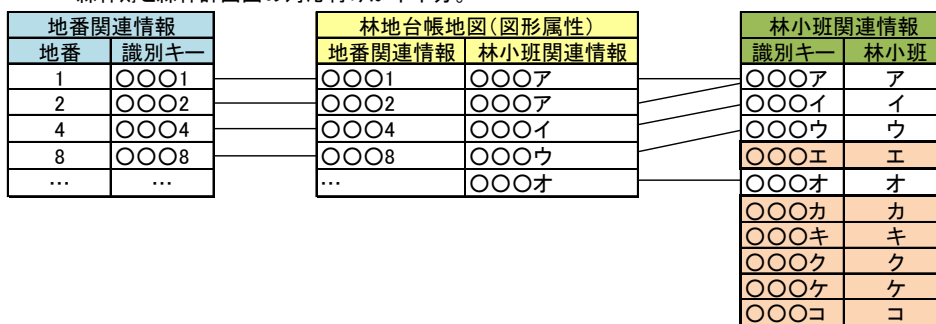 地番関連情報
地番 識別キー
1 〇〇〇1
2 〇〇〇2
4 〇〇〇4
8 〇〇〇8
… …
林地台帳地図(図形属性)
地番関連情報 林小班関連情報
〇〇〇1 〇〇〇ア
〇〇〇2 〇〇〇ア
〇〇〇4 〇〇〇イ
〇〇〇8 〇〇〇ウ
… 〇〇〇オ
林小班関連情報
識別キー 林小班
〇〇〇ア ア
〇〇〇イ イ
〇〇〇ウ ウ
〇〇〇エ エ
〇〇〇オ オ
〇〇〇カ カ
〇〇〇キ キ
〇〇〇ク ク
〇〇〇ケ ケ
〇〇〇コ コ